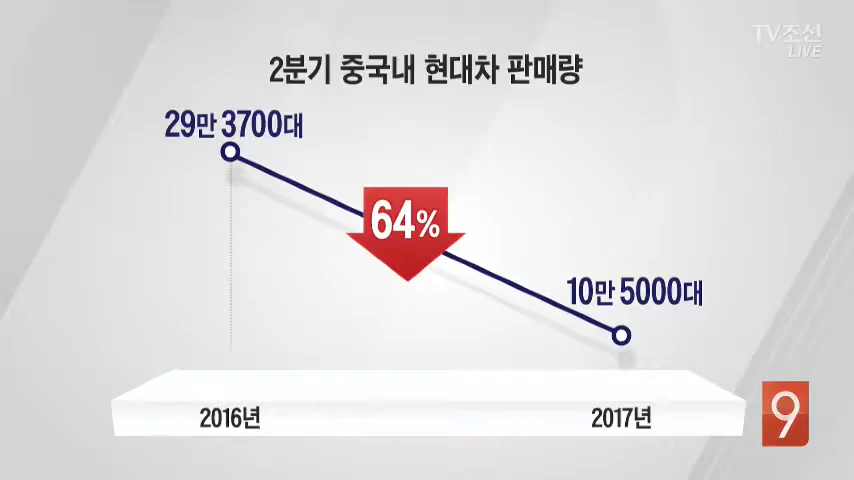 TV조선
LIVE
2분기 중국내 현대차 판매량
29만 3700대
64%
10만 5000대
2016년
2017년
9